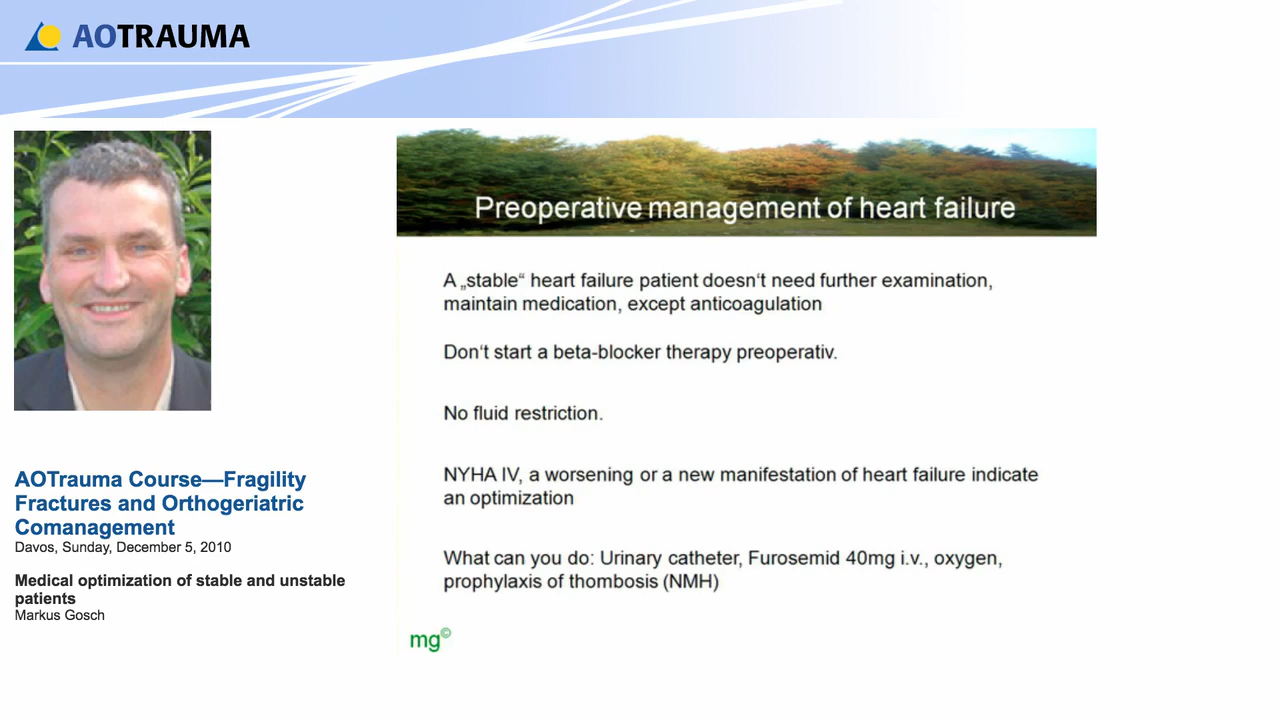 AOTRAUMA
Preoperative management of heart failure
A „stable“ heart failure patient doesn‘t need further examination,
maintain medication, except anticoagulation
Don‘t start a beta-blocker therapy preoperativ.
No fluid restriction.
NYHA IV, a worsening or a new manifestation of heart failure indicate
an optimization
What can you do: Urinary catheter, Furosemid 40mg i.v., oxygen,
prophylaxis of thrombosis (NMH)
mg©
AOTrauma Course—Fragility
Fractures and Orthogeriatric
Comanagement
Davos, Sunday, December 5, 2010
Medical optimization of stable and unstable
patients
Markus Gosch